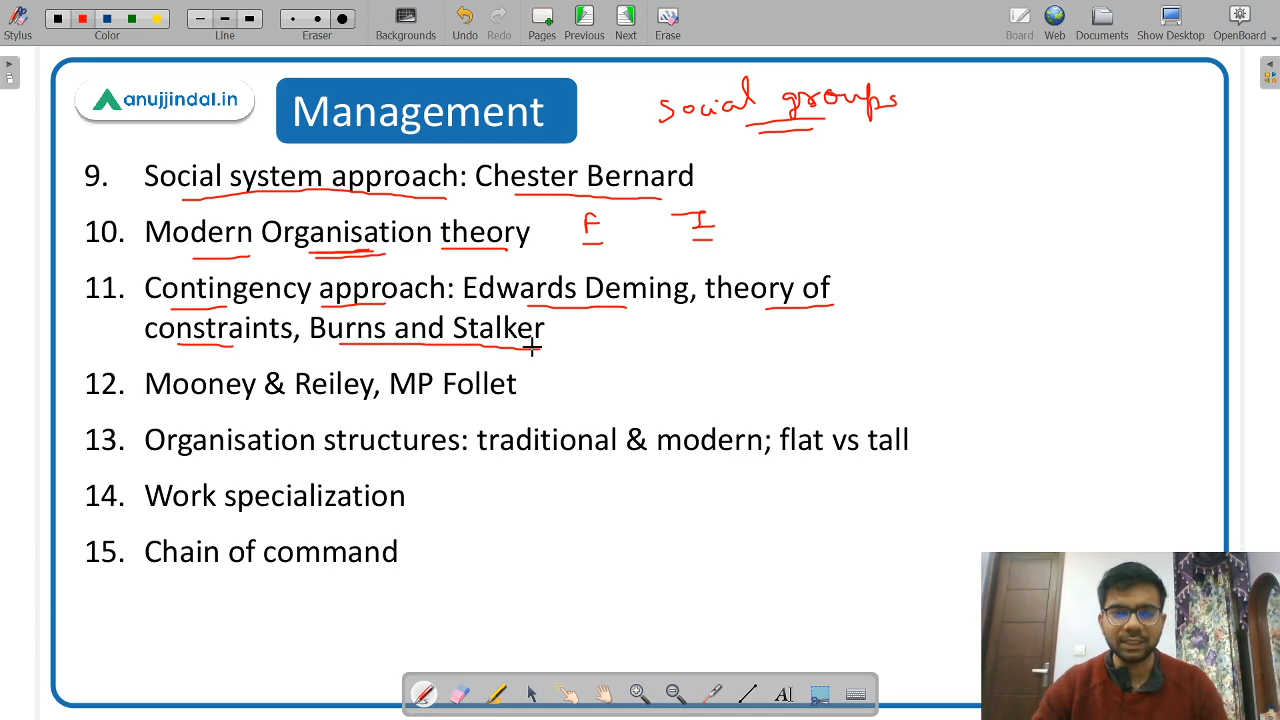 Stylus
Color
Line
Eraser
Backgrounds
Undo
Redo
Pages
Previous
Next
Erase
Board
Web
Documents
Show Desktop
OpenBoard
anujjindal.in
Management
social groups
9. Social system approach: Chester Bernard
10. Modern Organisation theory F I
11. Contingency approach: Edwards Deming, theory of
constraints, Burns and Stalker
12. Mooney & Reiley, MP Follet
13. Organisation structures: traditional & modern; flat vs tall
14. Work specialization
15. Chain of command